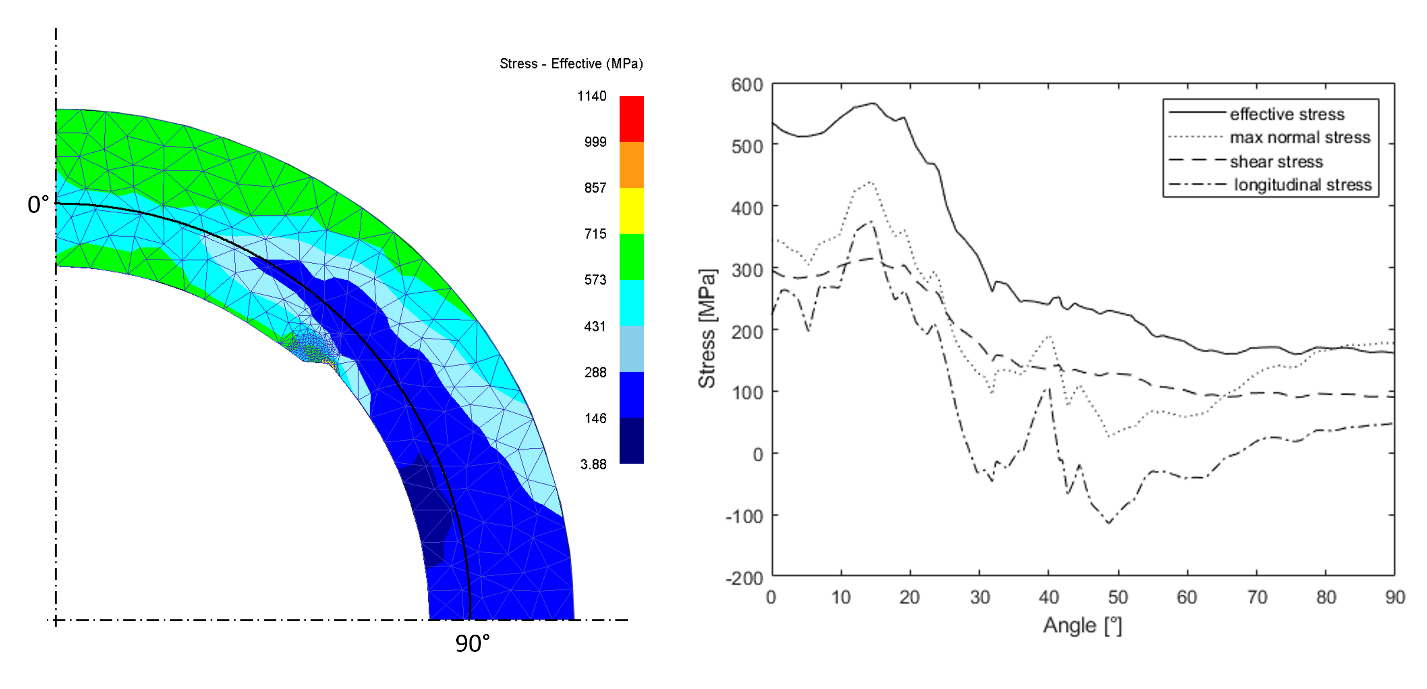 Stress - Effective (MPa)
1140
999
857
715
573
431
288
146
3.88
0°
90°
600
500
400
300
200
100
0
-100
-200
Stress [MPa]
effective stress
max normal stress
shear stress
longitudinal stress
0 10 20 30 40 50 60 70 80 90
Angle [°]